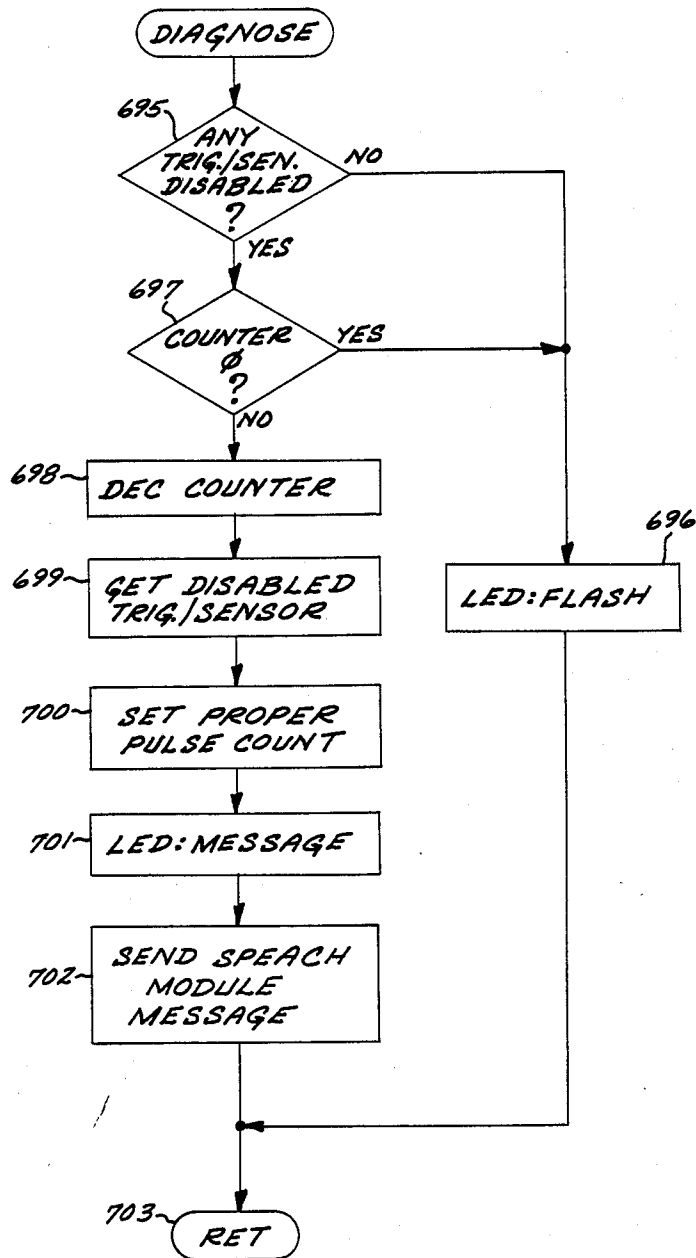 DIAGNOSE
695
ANY
TRIG./SEN.
DISABLED
?
NO
YES
697
COUNTER
Ø
?
YES
NO
698
DEC COUNTER
699
GET DISABLED
TRIG./SENSOR
696
LED:FLASH
700
SET PROPER
PULSE COUNT
701
LED:MESSAGE
702
SEND SPEACH
MODULE
MESSAGE
703
RET